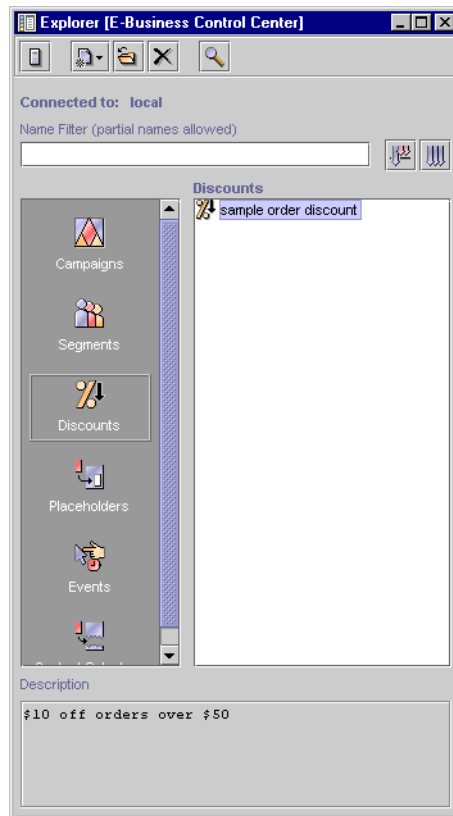 Explorer [E-Business Control Center]
Connected to: local
Name Filter (partial names allowed)
Discounts
sample order discount
Campaigns
Segments
Discounts
Placeholders
Events
Description
$10 off orders over $50